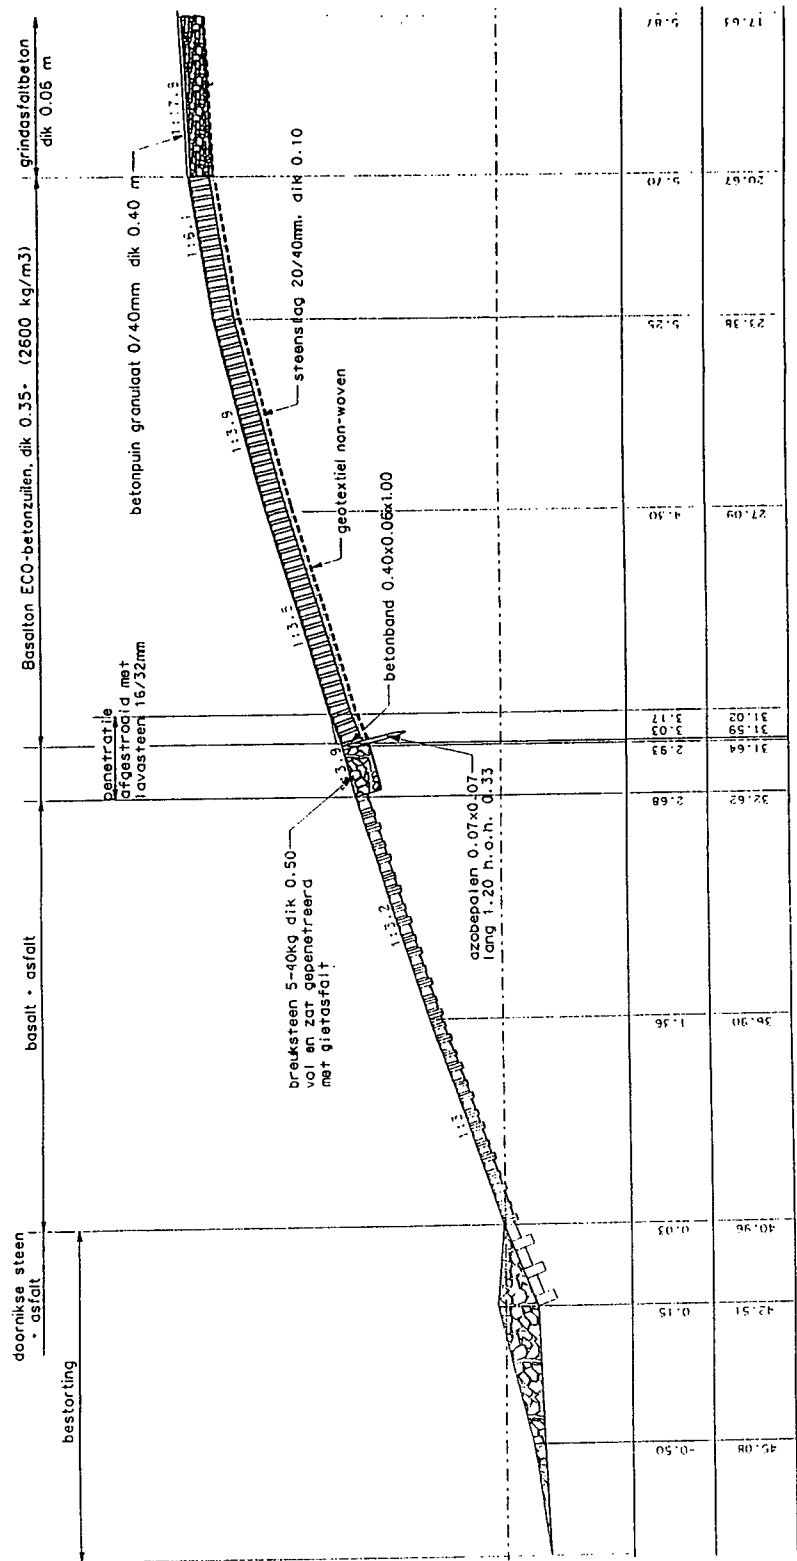 grindasfaltbeton
dik 0.06 m
Basalton ECO-betonzuilen, dik 0.35- (2600 kg/m3)
penetratie
afgestrooid met
lavasteen 16/32mm
basalt + asfalt
doornikse steen
+ asfalt
bestorting
betonpuin granulaat 0/40mm dik 0.40 m
steenslag 20/40mm. dik 0.10
geotextiel non-woven
betonband 0.40x0.06x1.00
azobepalen 0.07x0.07
lang 1.20 h.o.h. 0.33
breuksteen 5-40kg dik 0.50
vol en zat gepenetreerd
met gietasfalt
1:17.9
1:6.1
1:3.9
1:3.5
1:3.9
1:3.2
1:3
5.87
5.70
5.25
4.30
3.17
3.03
2.93
2.68
1.36
0.03
0.15
-0.50
17.63
20.67
23.38
27.09
31.02
31.59
31.64
32.62
36.90
40.96
42.51
45.08